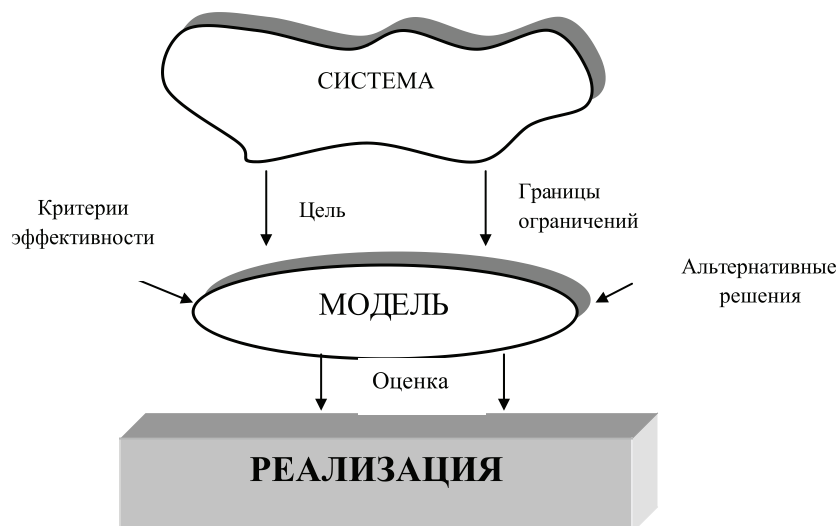 СИСТЕМА
Критерии
эффективности
Цель
Границы
ограничений
МОДЕЛЬ
Альтернативные
решения
Оценка
РЕАЛИЗАЦИЯ